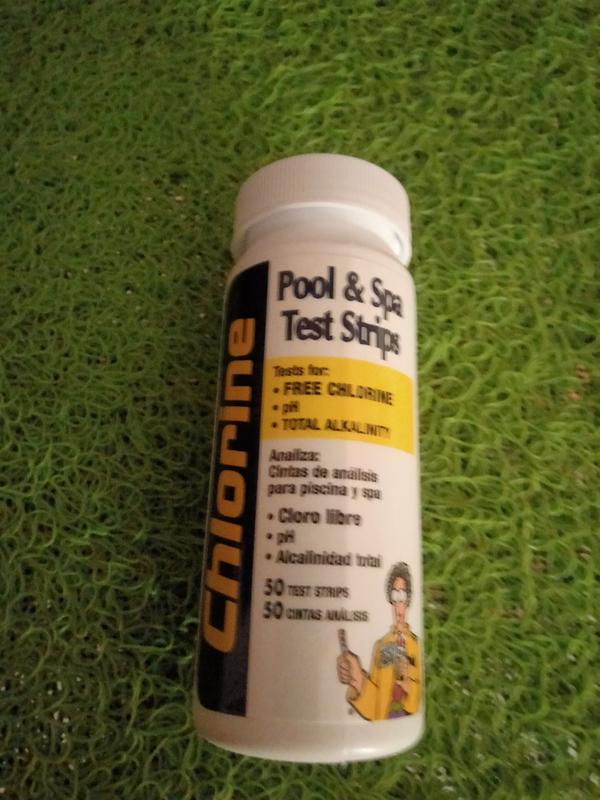 Chlorine
Pool & Spa
Test Strips
Tests for:
• FREE CHLORINE
• pH
• TOTAL ALKALINITY
Analiza:
Cintas de análisis
para piscina y spa
• Cloro libre
• pH
• Alcalinidad total
50 TEST STRIPS
50 CINTAS ANÁLISIS